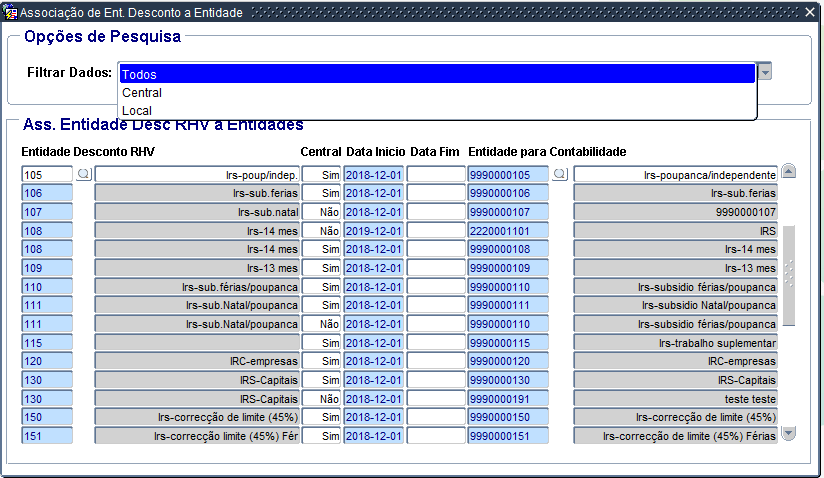 Associação de Ent. Desconto a Entidade
Opções de Pesquisa
Filtrar Dados: Todos
Central
Local
Ass. Entidade Desc RHV a Entidades
Entidade Desconto RHV Central Data Inicio Data Fim Entidade para Contabilidade
105 Irs-poup/indep. Sim 2018-12-01 9990000105 Irs-poupanca/independente
106 Irs-sub.ferias Sim 2018-12-01 9990000106 Irs-sub.ferias
107 Irs-sub.natal Não 2018-12-01 9990000107 9990000107
108 Irs-14 mes Não 2019-12-01 2220001101 IRS
108 Irs-14 mes Sim 2018-12-01 9990000108 Irs-14 mes
109 Irs-13 mes Sim 2018-12-01 9990000109 Irs-13 mes
110 Irs-sub.férias/poupanca Sim 2018-12-01 9990000110 Irs-subsidio férias/poupanca
111 Irs-sub.Natal/poupanca Sim 2018-12-01 9990000111 Irs-subsidio Natal/poupanca
111 Irs-sub.Natal/poupanca Não 2018-12-01 9990000110 Irs-subsidio férias/poupanca
115 Sim 2018-12-01 9990000115 Irs-trabalho suplementar
120 IRC-empresas Sim 2018-12-01 9990000120 IRC-empresas
130 IRS-Capitais Sim 2018-12-01 9990000130 IRS-Capitais
130 IRS-Capitais Não 2018-12-01 9990000191 teste teste
150 Irs-correcção de limite (45%) Sim 2018-12-01 9990000150 Irs-correcção de limite (45%)
151 Irs-correcção limite (45%) Fér Sim 2018-12-01 9990000151 Irs-correcção limite (45%) Férias